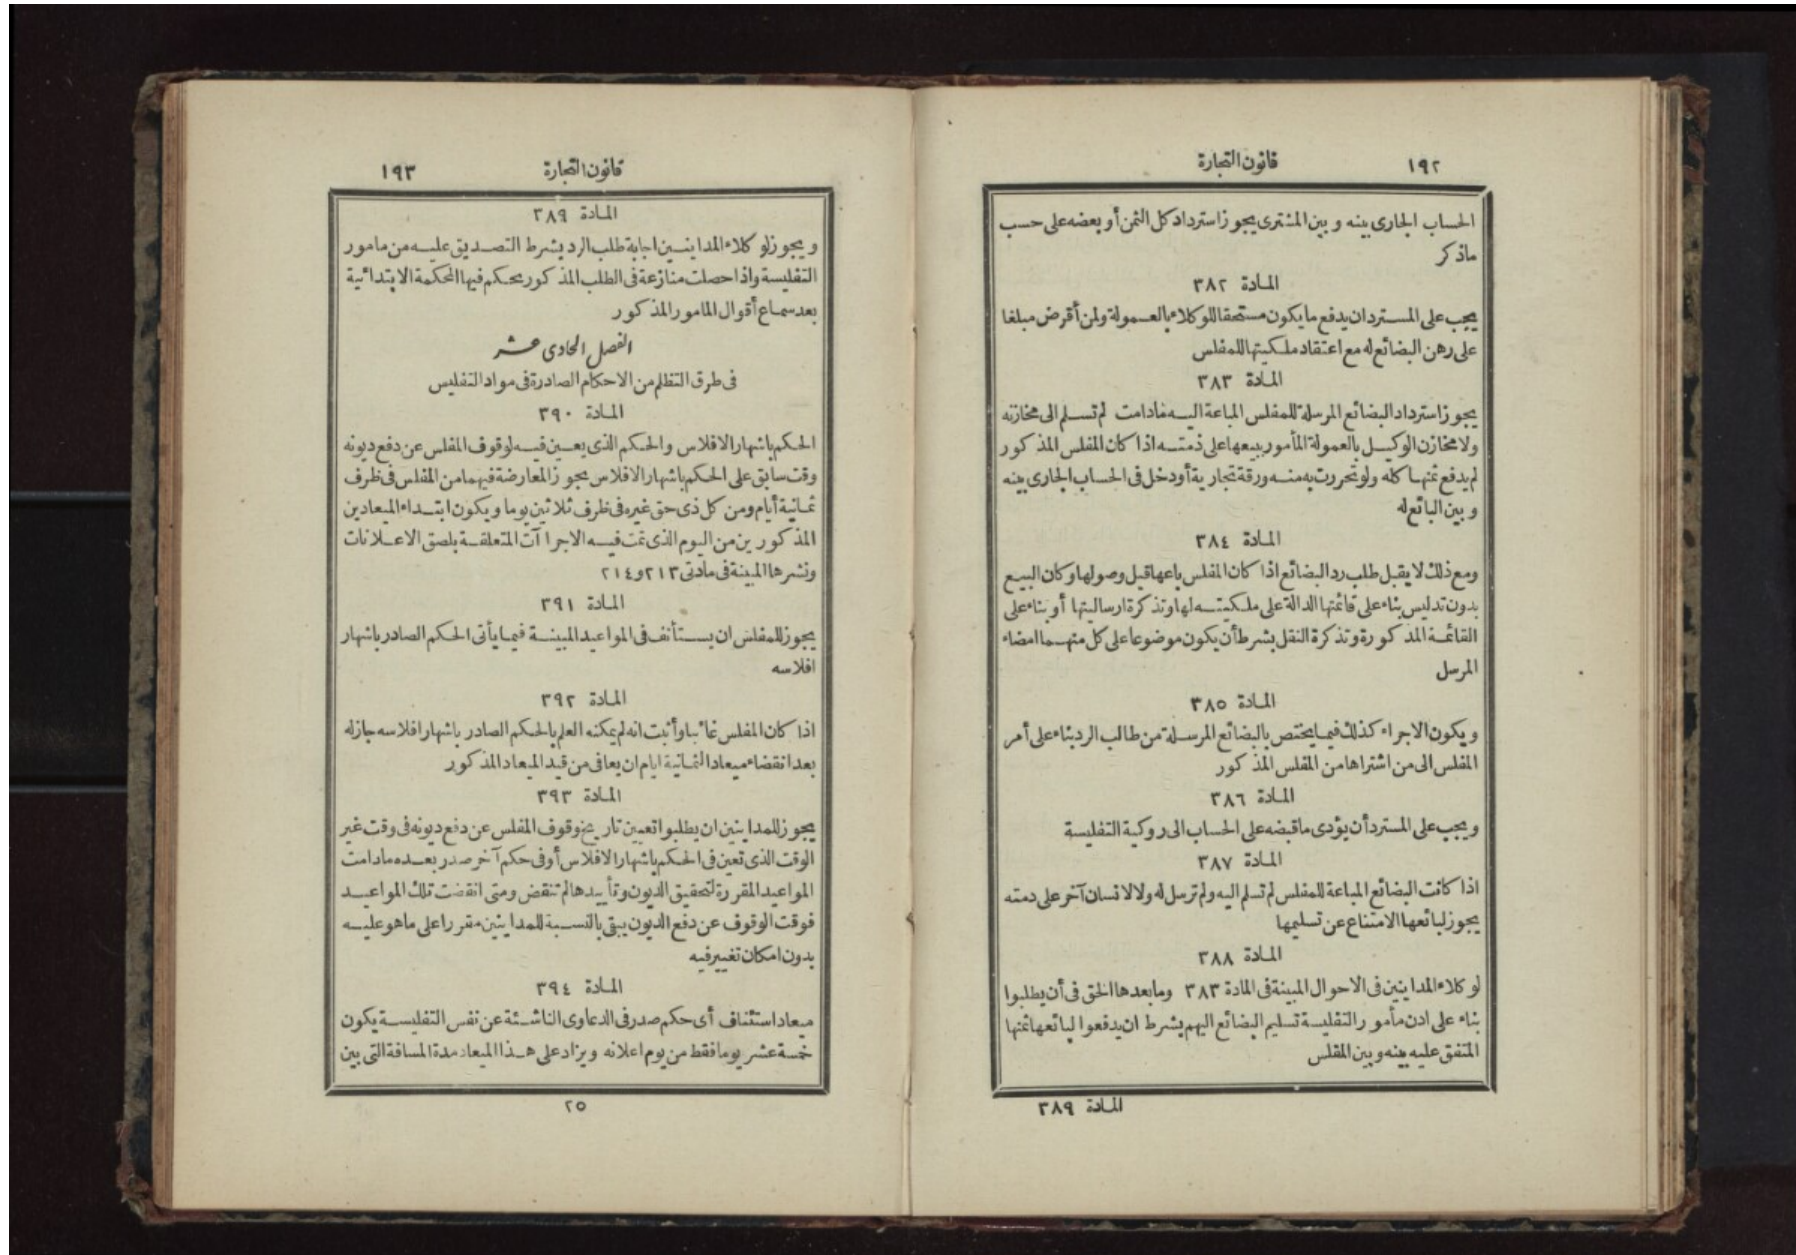 ١٩٢
قانون التجارة
الحساب الجارى بينه وبين المشترى يجوز استرداد كل الثمن أو بعضه على حسب
ماذكر
المادة ٣٨٢
يجب على المسترد ان يدفع ما يكون مستحقا للوكلاء بالعمولة ولمن أقرض مبلغا
على رهن البضائع له مع اعتقاد ملكيتها للمفلس
المادة ٣٨٣
يجوز استرداد البضائع المرسلة للمفلس المباعة اليه مادامت لم تسلم الى مخازنه
ولا مخازن الوكيل بالعمولة المأمور ببيعها على ذمته اذا كان المفلس المذكور
لم يدفع ثمنها كله ولو تحررت به منه ورقة تجارية أو دخل فى الحساب الجارى بينه
وبين البائع له
المادة ٣٨٤
ومع ذلك لا يقبل طلب رد البضائع اذا كان المفلس باعها قبل وصولها وكان البيع
بدون تدليس بناء على قائمتها الدالة على ملكيته لها وتذكرة ارساليتها أو بناء على
القائمة المذكورة وتذكرة النقل بشرط أن يكون موضوعا على كل منهما امضاء
المرسل
المادة ٣٨٥
ويكون الاجراء كذلك فيما يختص بالبضائع المرسلة من طالب الرد بناء على أمر
المفلس الى من اشتراها من المفلس المذكور
المادة ٣٨٦
ويجب على المسترد أن يؤدى ما قبضه على الحساب الى روكية التفليسة
المادة ٣٨٧
اذا كانت البضائع المباعة للمفلس لم تسلم اليه ولم ترسل له ولا لانسان آخر على ذمته
يجوز لبائعها الامتناع عن تسليمها
المادة ٣٨٨
لوكلاء المداينين فى الاحوال المبينة فى المادة ٣٨٣ وما بعدها الحق فى أن يطلبوا
بناء على اذن مأمور التفليسة تسليم البضائع اليهم بشرط ان يدفعوا لبائعها ثمنها
المتفق عليه بينه وبين المفلس
المادة ٣٨٩
قانون التجارة
١٩٣
المادة ٣٨٩
ويجوز لوكلاء المداينين اجابة طلب الرد بشرط التصديق عليه من مامور
التفليسة واذا حصلت منازعة فى الطلب المذكور يحكم فيها المحكمة الابتدائية
بعد سماع أقوال المامور المذكور
الفصل الحادى عشر
فى طرق التظلم من الاحكام الصادرة فى مواد التفليس
المادة ٣٩٠
الحكم باشهار الافلاس والحكم الذى يعين فيه لوقوف المفلس عن دفع ديونه
وقت سابق على الحكم باشهار الافلاس يجوز المعارضة فيهما من المفلس فى ظرف
ثمانية أيام ومن كل ذى حق غيره فى ظرف ثلاثين يوما ويكون ابتداء الميعادين
المذكورين من اليوم الذى تمت فيه الاجرا آت المتعلقة بلصق الاعلانات
ونشرها المبينة فى مادتى ٢١٣ و ٢١٤
المادة ٣٩١
يجوز للمفلس ان يستأنف فى المواعيد المبينة فيما يأتى الحكم الصادر باشهار
افلاسه
المادة ٣٩٢
اذا كان المفلس غائبا وأثبت انه لم يمكنه العلم بالحكم الصادر باشهار افلاسه جاز له
بعد انقضاء ميعاد الثمانية ايام ان يعافى من قيد الميعاد المذكور
المادة ٣٩٣
يجوز للمداينين ان يطلبوا تعيين تاريخ وقوف المفلس عن دفع ديونه فى وقت غير
الوقت الذى تعين فى الحكم باشهار الافلاس أو فى حكم آخر صدر بعده مادامت
المواعيد المقررة لتحقيق الديون وتأييدها لم تنقض ومتى انقضت تلك المواعيد
فوقت الوقوف عن دفع الديون يبقى بالنسبة للمداينين مقررا على ما هو عليه
بدون امكان تغيير فيه
المادة ٣٩٤
ميعاد استئناف أى حكم صدر فى الدعاوى الناشئة عن نفس التفليسة يكون
خمسة عشر يوما فقط من يوم اعلانه ويزاد على هذا الميعاد مدة المسافة التى بين
٢٥